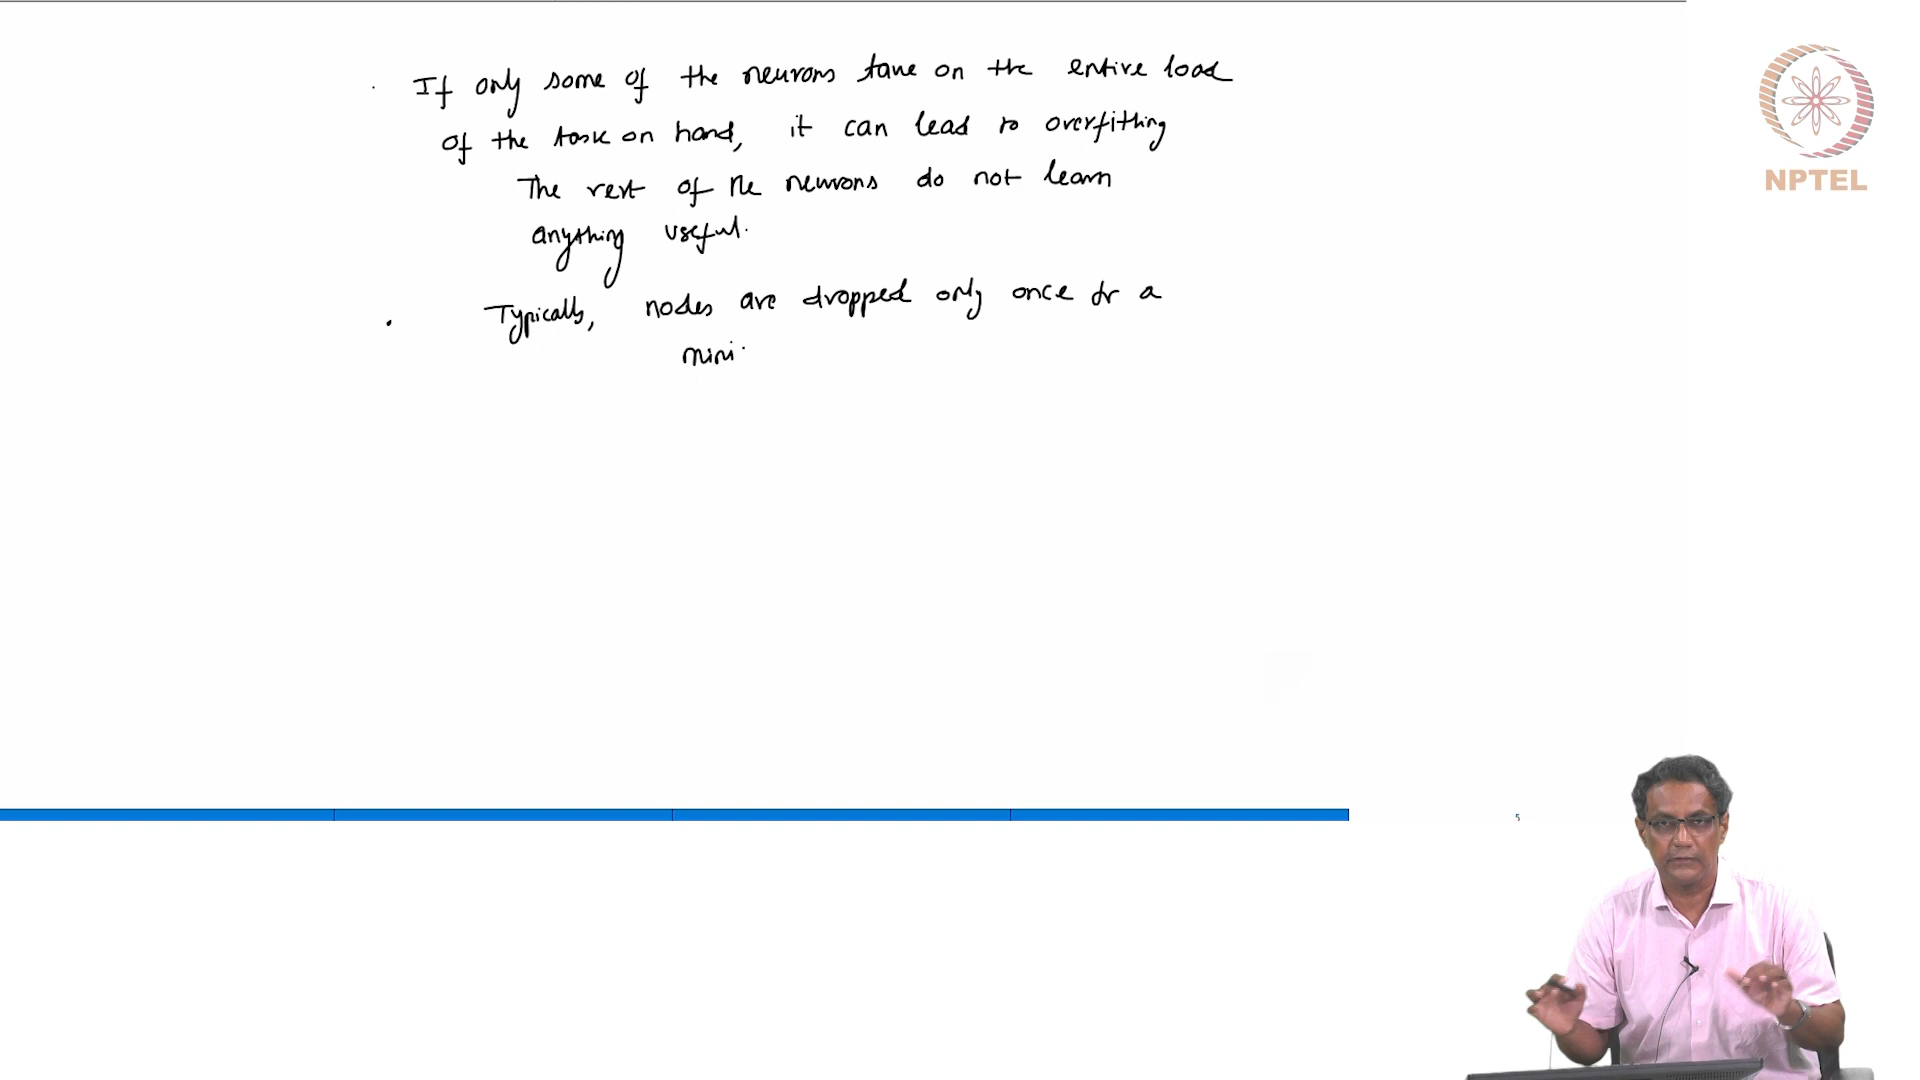 If only some of the neurons take on the entire load
of the task on hand, it can lead to overfitting
The rest of the neurons do not learn
anything useful.
Typically, nodes are dropped only once for a
mini
NPTEL
5